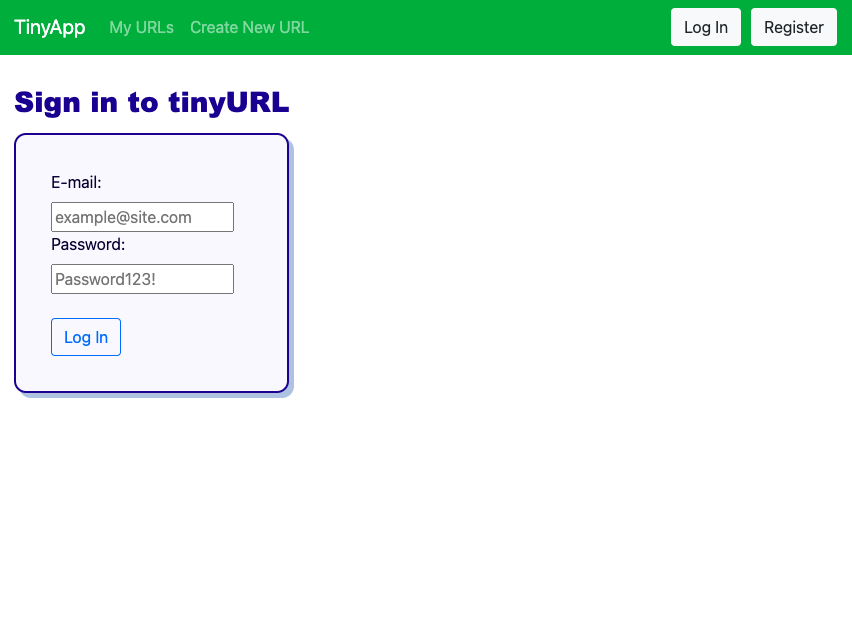 TinyApp My URLs Create New URL Log In Register
Sign in to tinyURL
E-mail:
example@site.com
Password:
Password123!
Log In